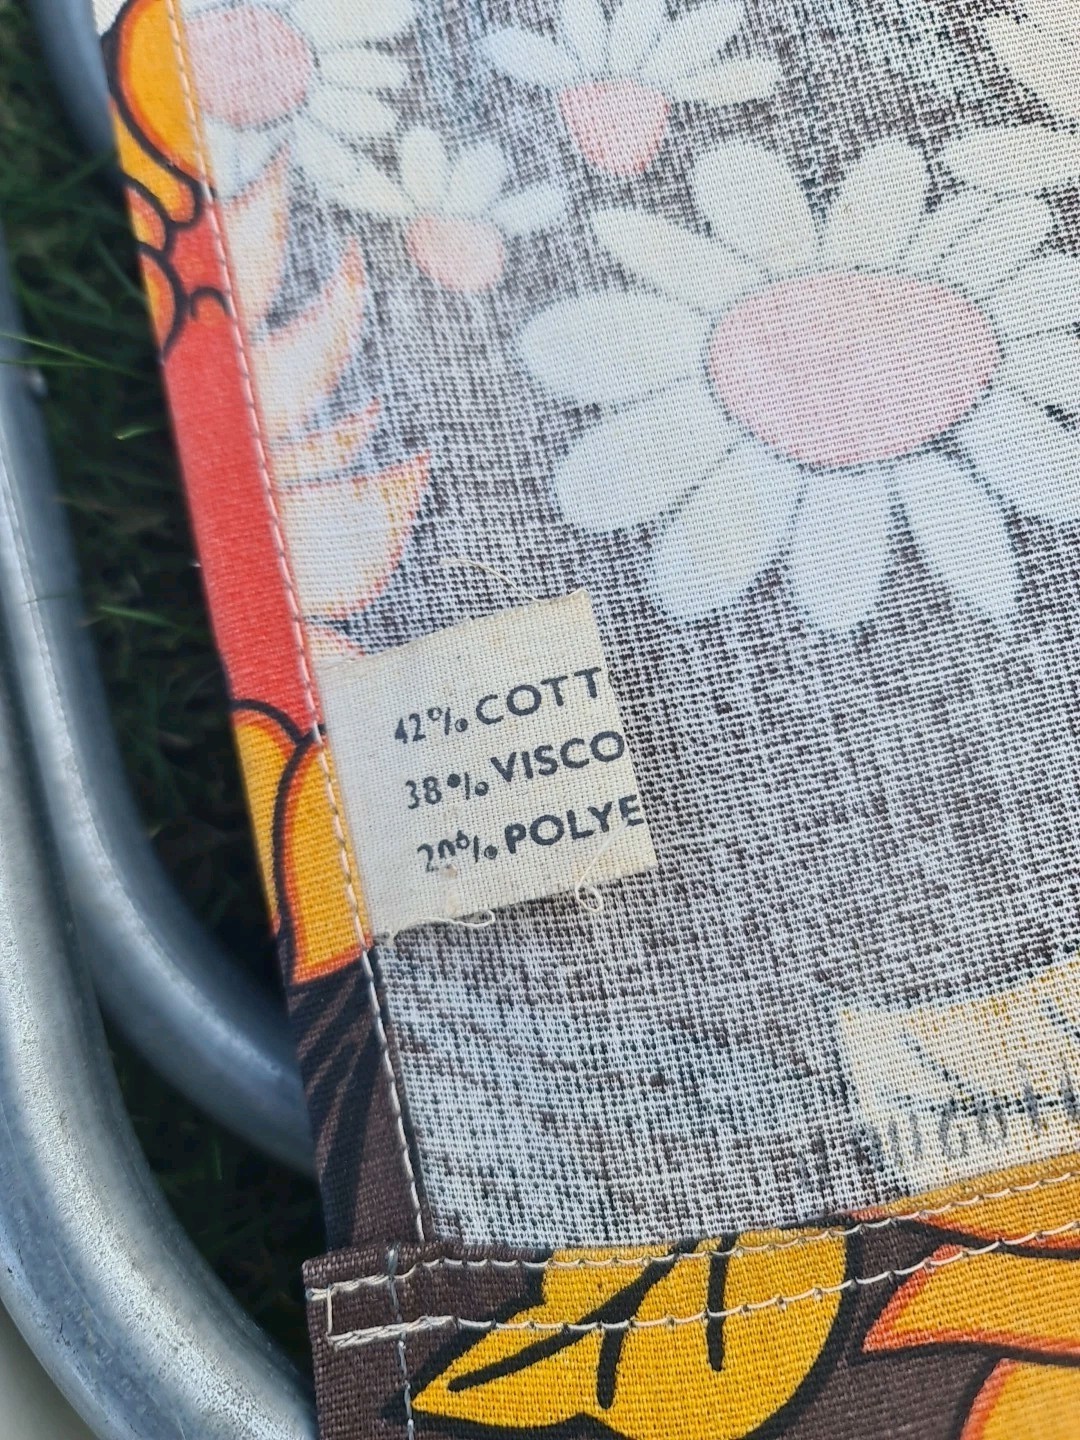 42% COTT
38% VISCO
20% POLYE